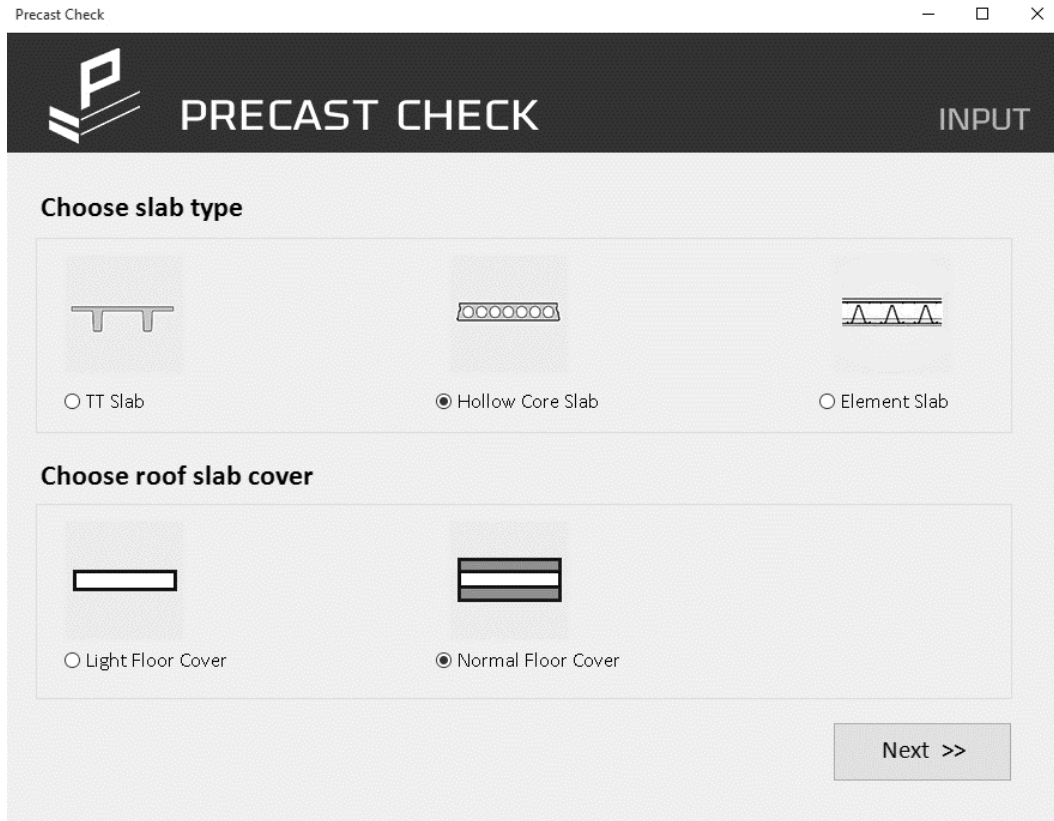 Precast Check
P
PRECAST CHECK
INPUT
Choose slab type
TT Slab
Hollow Core Slab
Element Slab
Choose roof slab cover
Light Floor Cover
Normal Floor Cover
Next >>